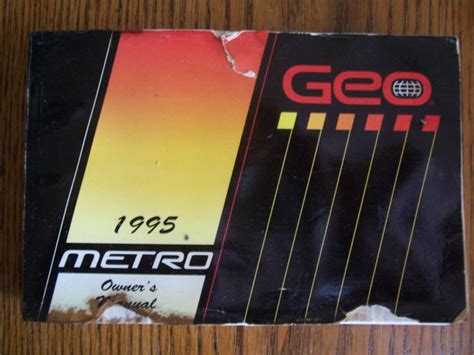 Geo
1995
METRO
Owner's
Manual